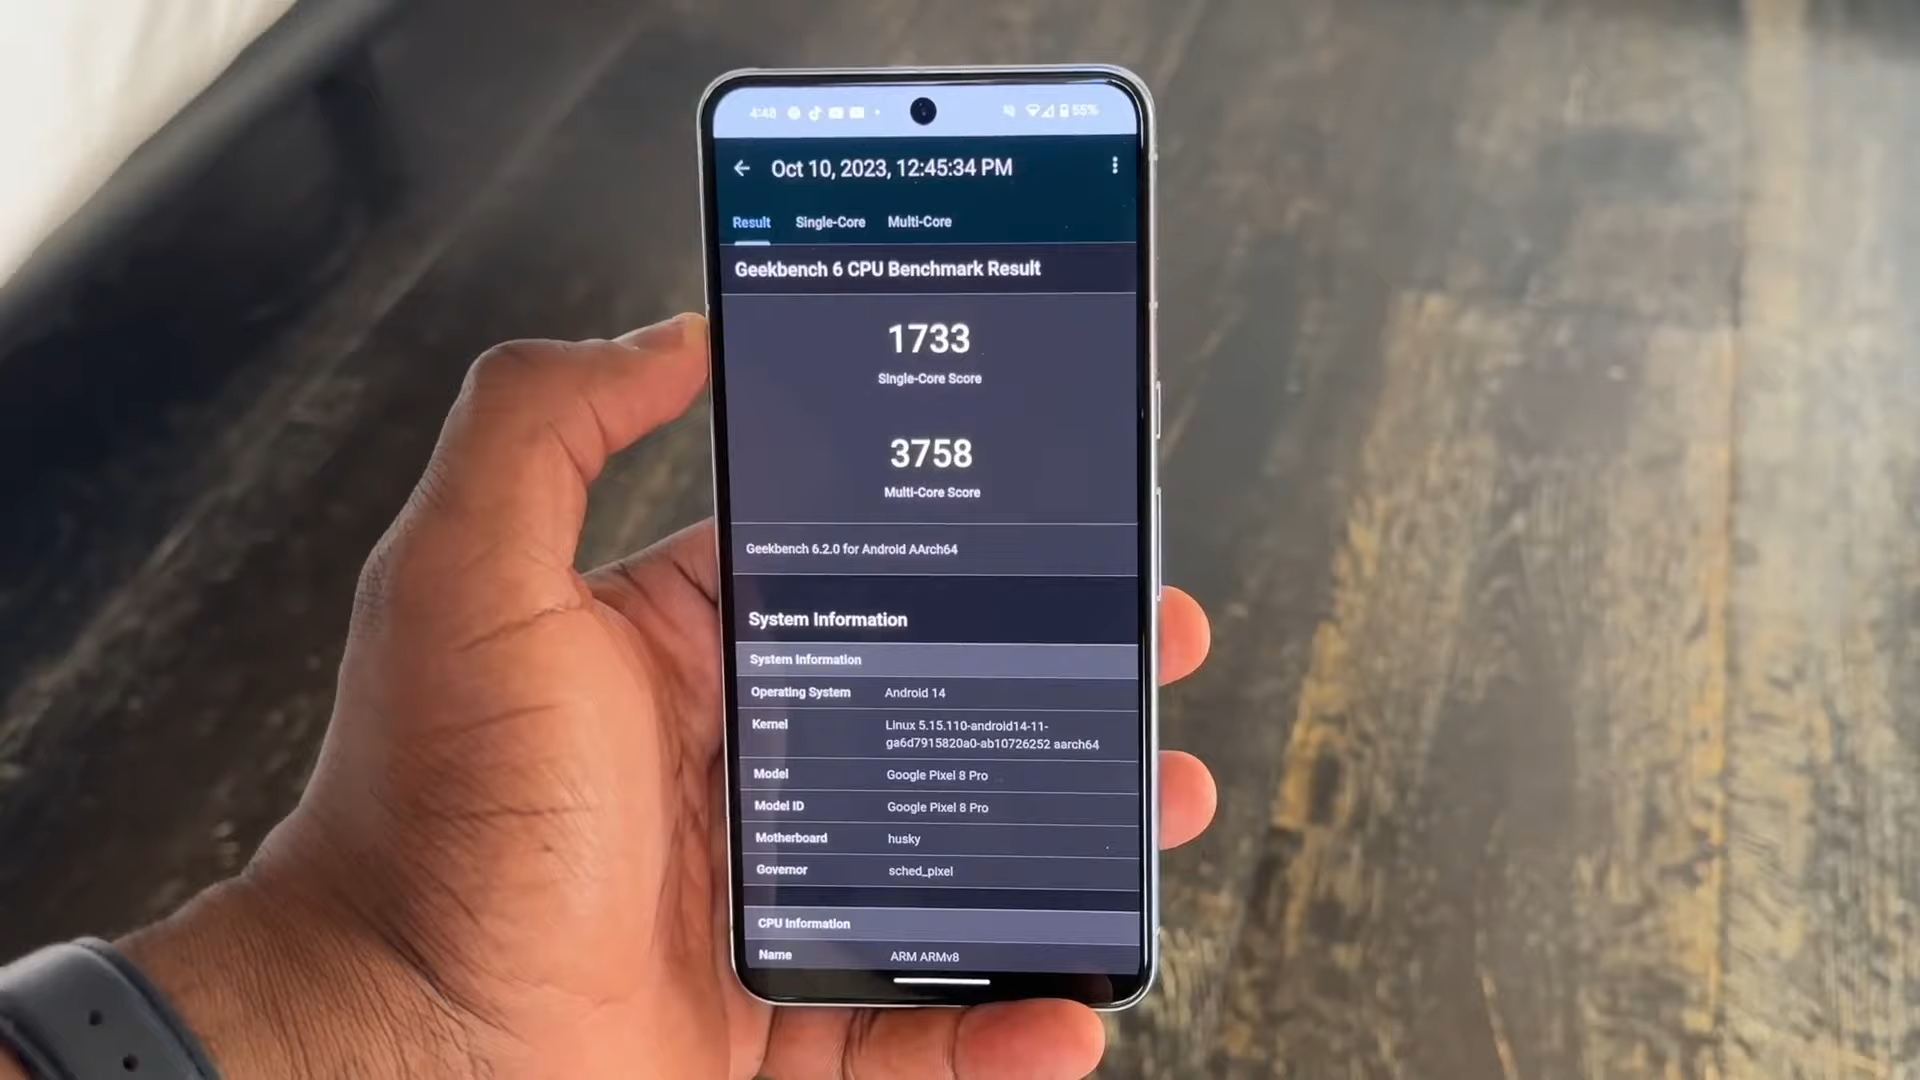 4:48 55%
Oct 10, 2023, 12:45:34 PM
Result Single-Core Multi-Core
Geekbench 6 CPU Benchmark Result
1733
Single-Core Score
3758
Multi-Core Score
Geekbench 6.2.0 for Android AArch64
System Information
System Information
Operating System Android 14
Kernel Linux 5.15.110-android14-11-
ga6d7915820a0-ab10726252 aarch64
Model Google Pixel 8 Pro
Model ID Google Pixel 8 Pro
Motherboard husky
Governor sched_pixel
CPU Information
Name ARM ARMv8